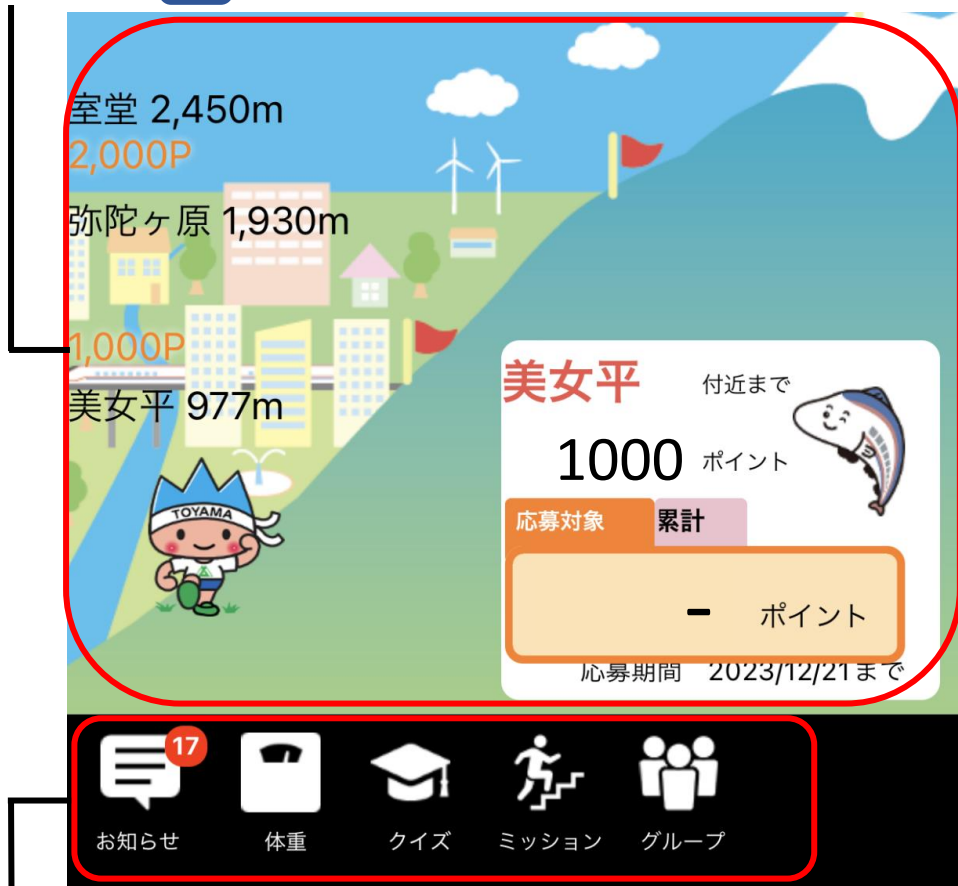 室堂 2,450m
2,000P
弥陀ヶ原 1,930m
1,000P
美女平 977m
TOYAMA
美女平 付近まで
1000 ポイント
応募対象 累計
- ポイント
応募期間 2023/12/21まで
17
お知らせ 体重 クイズ ミッション グループ